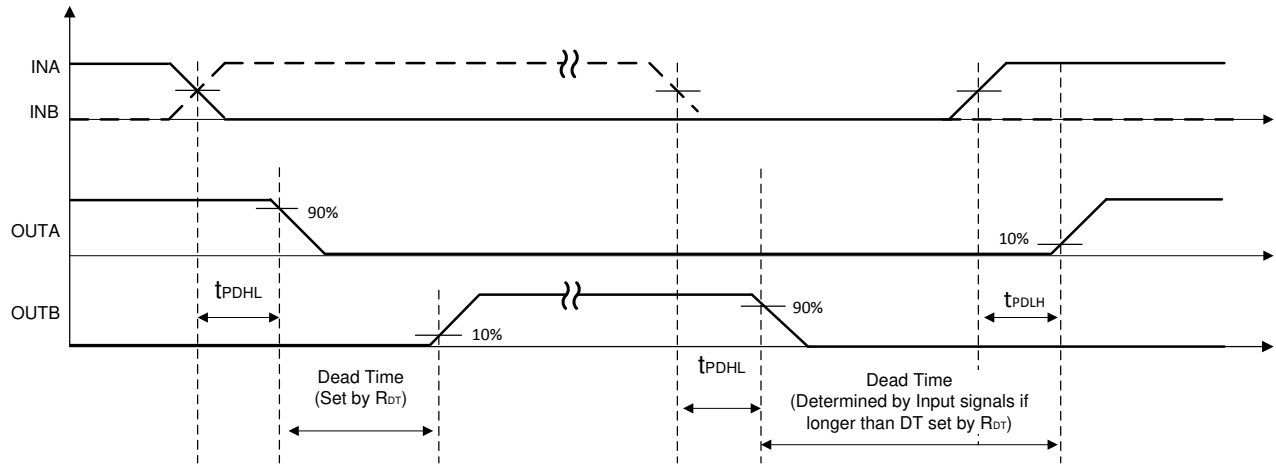 INA
INB
OUTA
90%
10%
OUTB
tPDHL
10%
90%
tPDLH
tPDHL
Dead Time
(Set by RDT)
Dead Time
(Determined by Input signals if
longer than DT set by RDT)